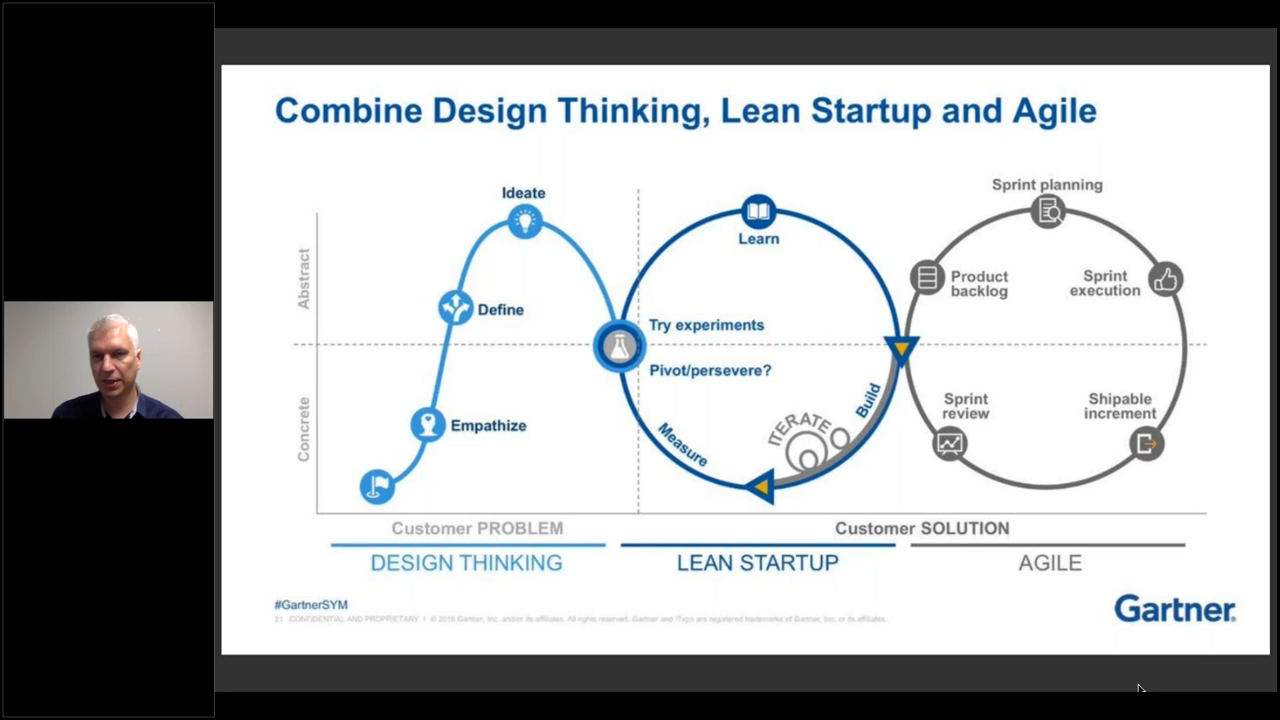 Combine Design Thinking, Lean Startup and Agile
Abstract
Concrete
Ideate
Define
Empathize
Learn
Try experiments
Pivot/persevere?
Measure
ITERATE
Build
Sprint planning
Product
backlog
Sprint
execution
Sprint
review
Shipable
increment
Customer PROBLEM
Customer SOLUTION
DESIGN THINKING
LEAN STARTUP
AGILE
#GartnerSYM
21 CONFIDENTIAL AND PROPRIETARY I © 2016 Gartner, Inc. and/or its affiliates. All rights reserved. Gartner and ITxpo are registered trademarks of Gartner, Inc. or its affiliates.
Gartner®